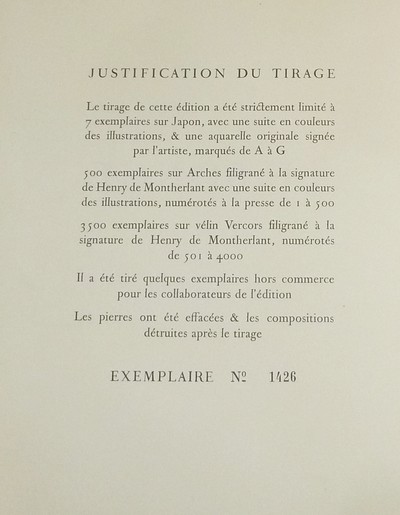 JUSTIFICATION DU TIRAGE
Le tirage de cette édition a été strictement limité à
7 exemplaires sur Japon, avec une suite en couleurs
des illustrations, & une aquarelle originale signée
par l'artiste, marqués de A à G
500 exemplaires sur Arches filigrané à la signature
de Henry de Montherlant avec une suite en couleurs
des illustrations, numérotés à la presse de 1 à 500
3500 exemplaires sur vélin Vercors filigrané à la
signature de Henry de Montherlant, numérotés
de 501 à 4000
Il a été tiré quelques exemplaires hors commerce
pour les collaborateurs de l'édition
Les pierres ont été effacées & les compositions
détruites après le tirage
EXEMPLAIRE Nº 1426